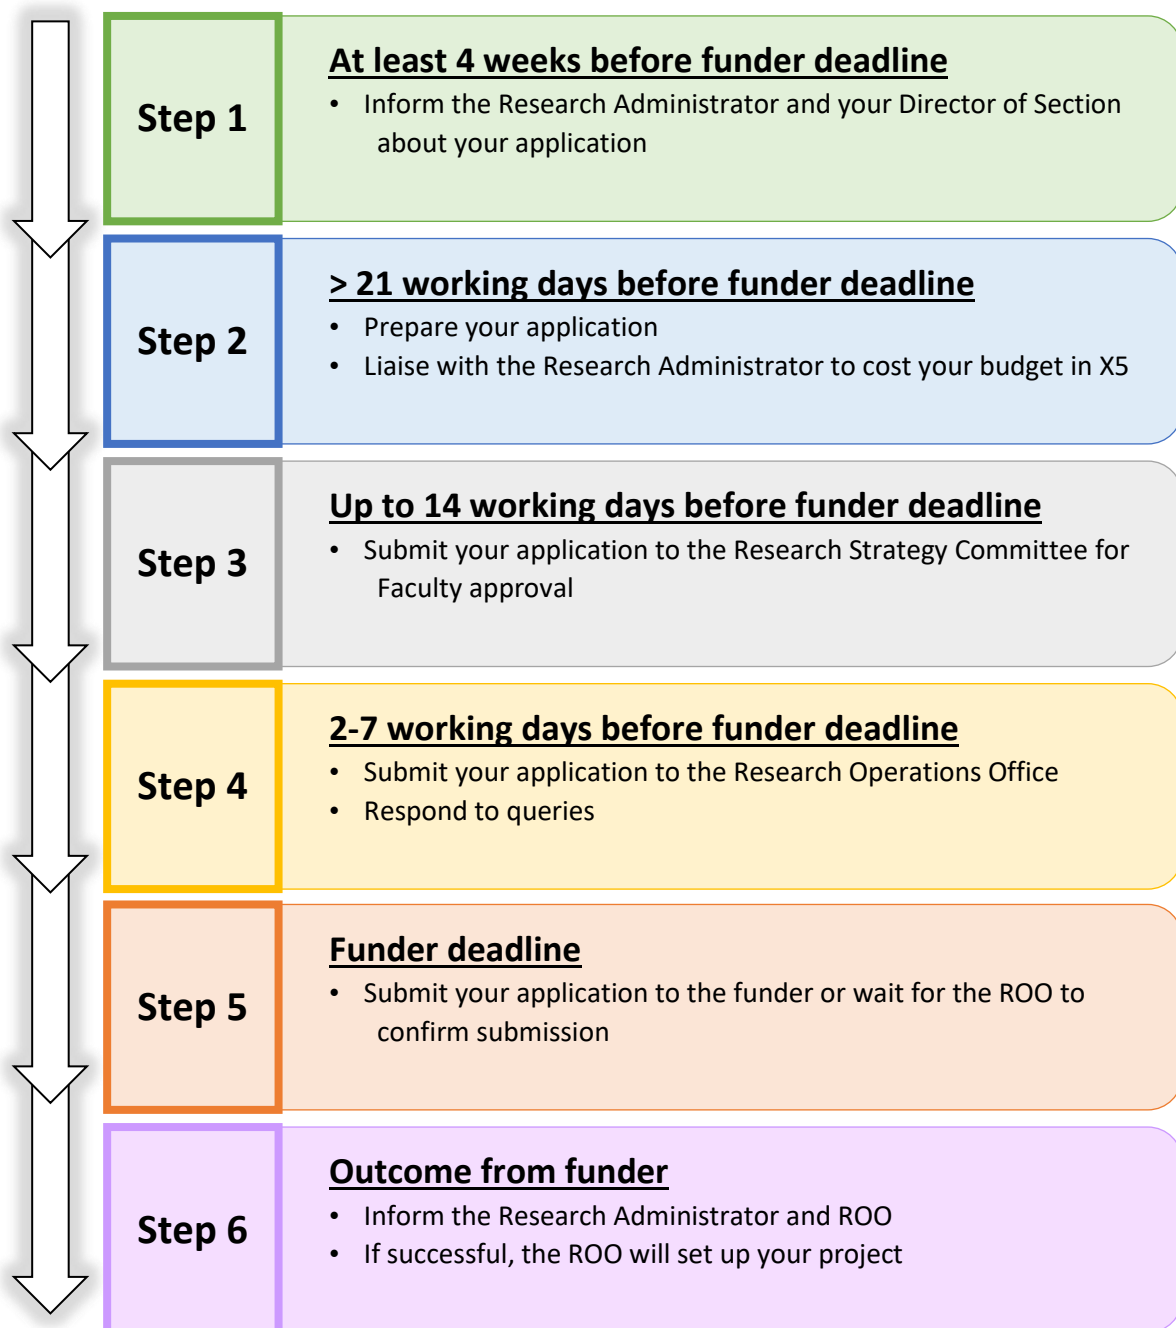 Step 1
At least 4 weeks before funder deadline
• Inform the Research Administrator and your Director of Section
about your application
Step 2
> 21 working days before funder deadline
• Prepare your application
• Liaise with the Research Administrator to cost your budget in X5
Step 3
Up to 14 working days before funder deadline
• Submit your application to the Research Strategy Committee for
Faculty approval
Step 4
2-7 working days before funder deadline
• Submit your application to the Research Operations Office
• Respond to queries
Step 5
Funder deadline
• Submit your application to the funder or wait for the ROO to
confirm submission
Step 6
Outcome from funder
• Inform the Research Administrator and ROO
• If successful, the ROO will set up your project